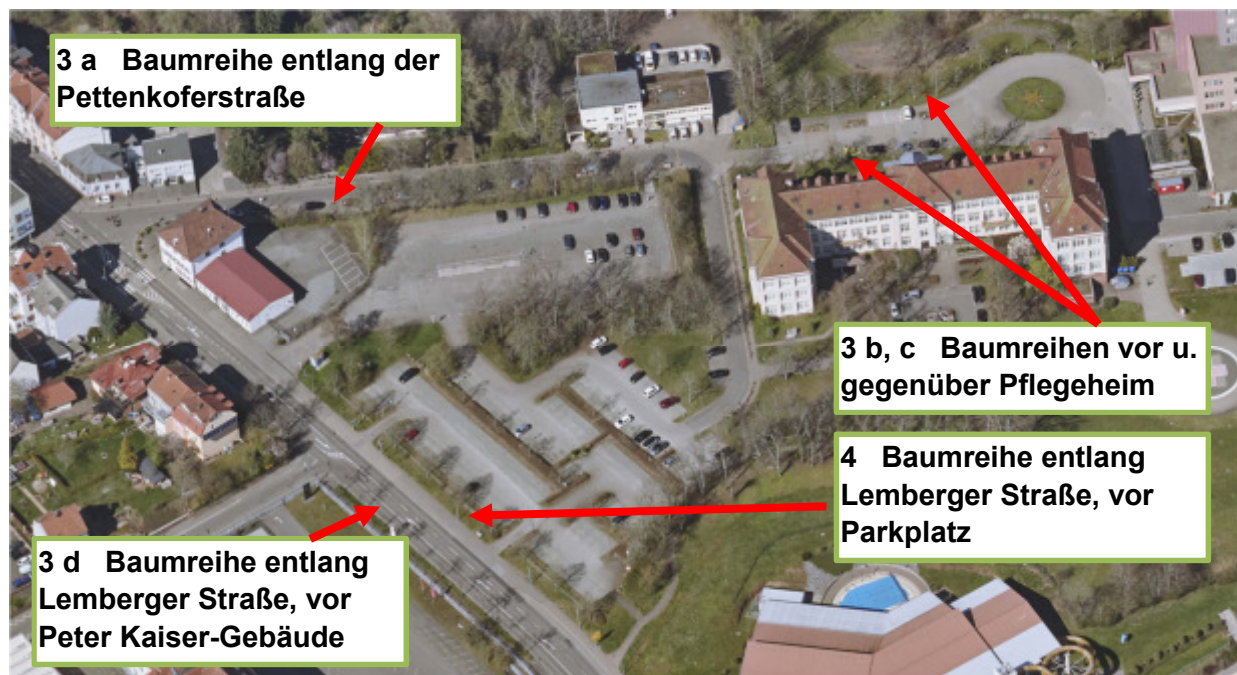 3 a Baumreihe entlang der
Pettenkoferstraße
3 b, c Baumreihen vor u.
gegenüber Pflegeheim
4 Baumreihe entlang
Lemberger Straße, vor
Parkplatz
3 d Baumreihe entlang
Lemberger Straße, vor
Peter Kaiser-Gebäude